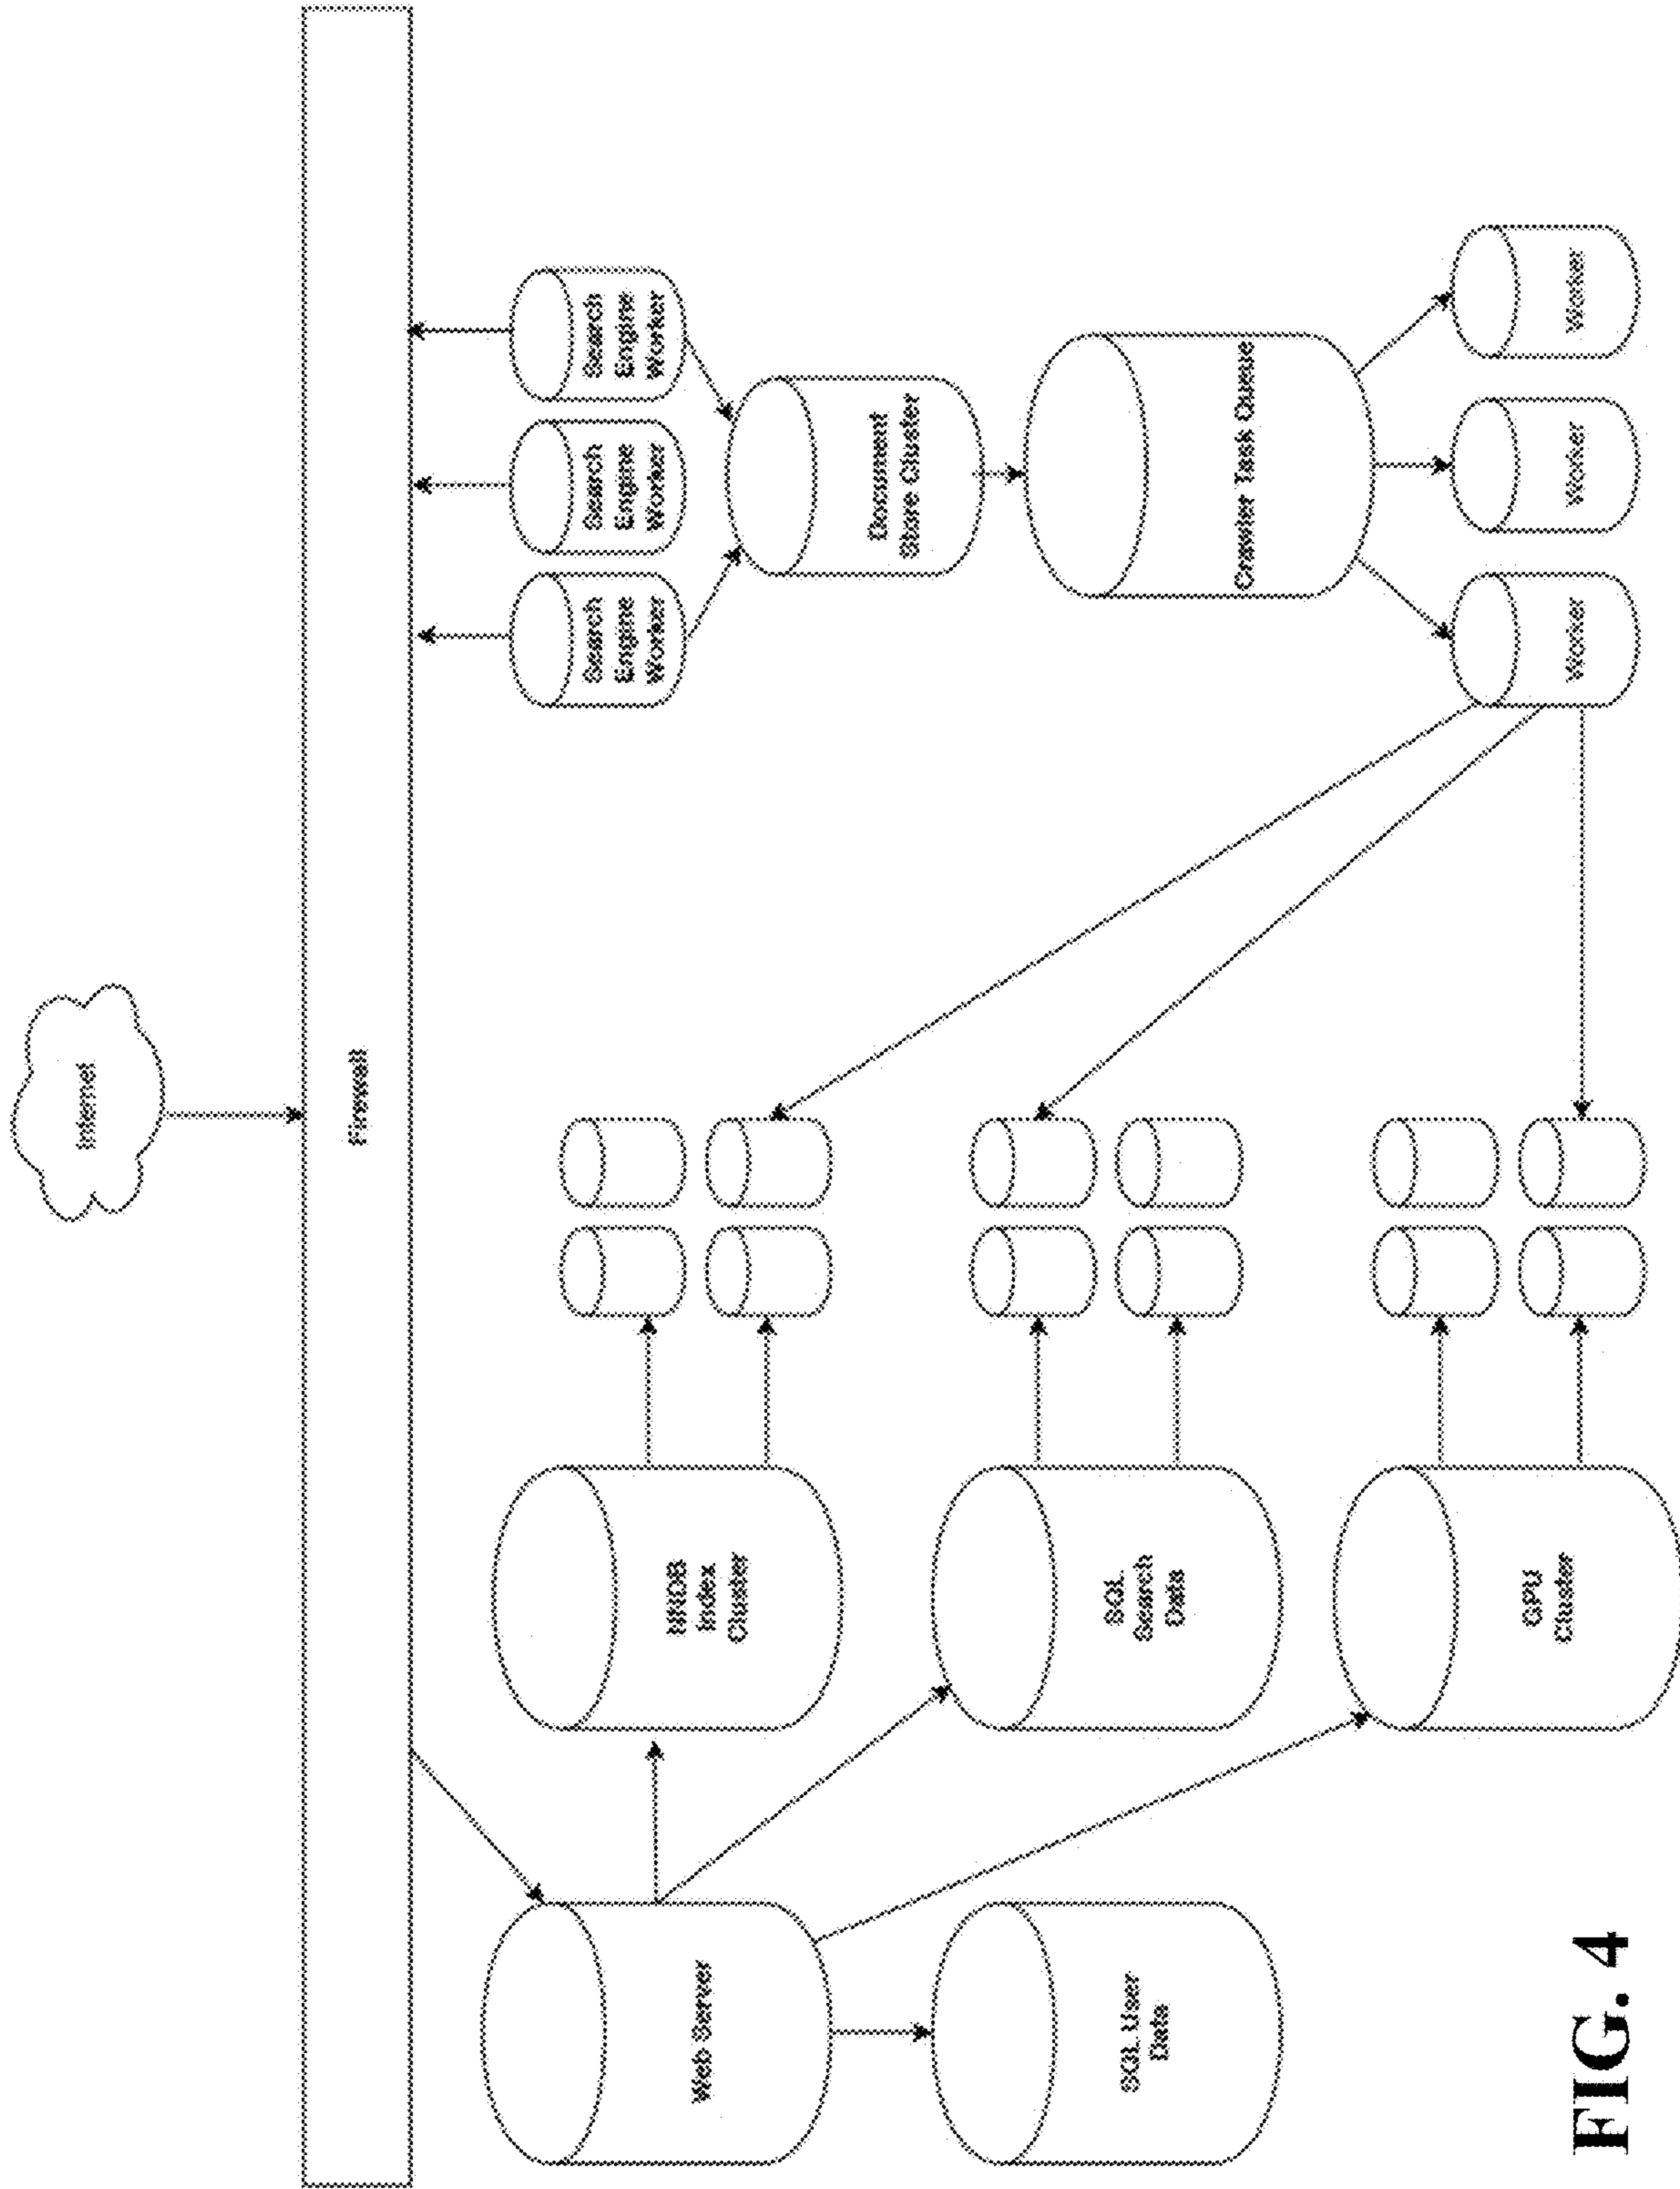 Internet
Firewall
Web Server
Index
Cluster
Search
Engine
Worker
Search
Engine
Worker
Search
Engine
Worker
Document
Store Cluster
SQL User
Data
SQL
Search
Data
Crawler Task Queue
GPU
Cluster
Worker
Worker
Worker
FIG. 4